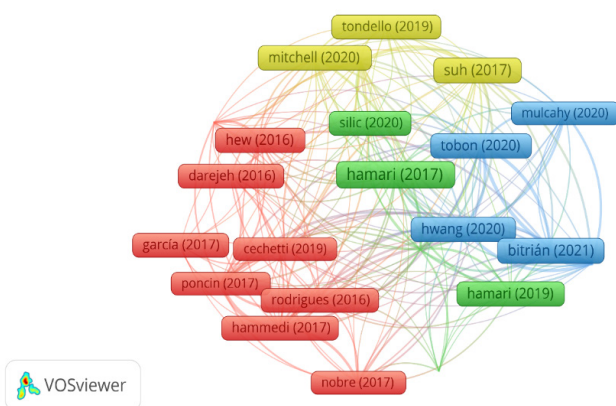 tondello (2019)
mitchell (2020)
suh (2017)
mulcahy (2020)
silic (2020)
hew (2016)
tobon (2020)
darejeh (2016)
hamari (2017)
hwang (2020)
garcía (2017)
cechetti (2019)
bitrián (2021)
poncin (2017)
rodrigues (2016)
hamari (2019)
hammedi (2017)
nobre (2017)
VOSviewer